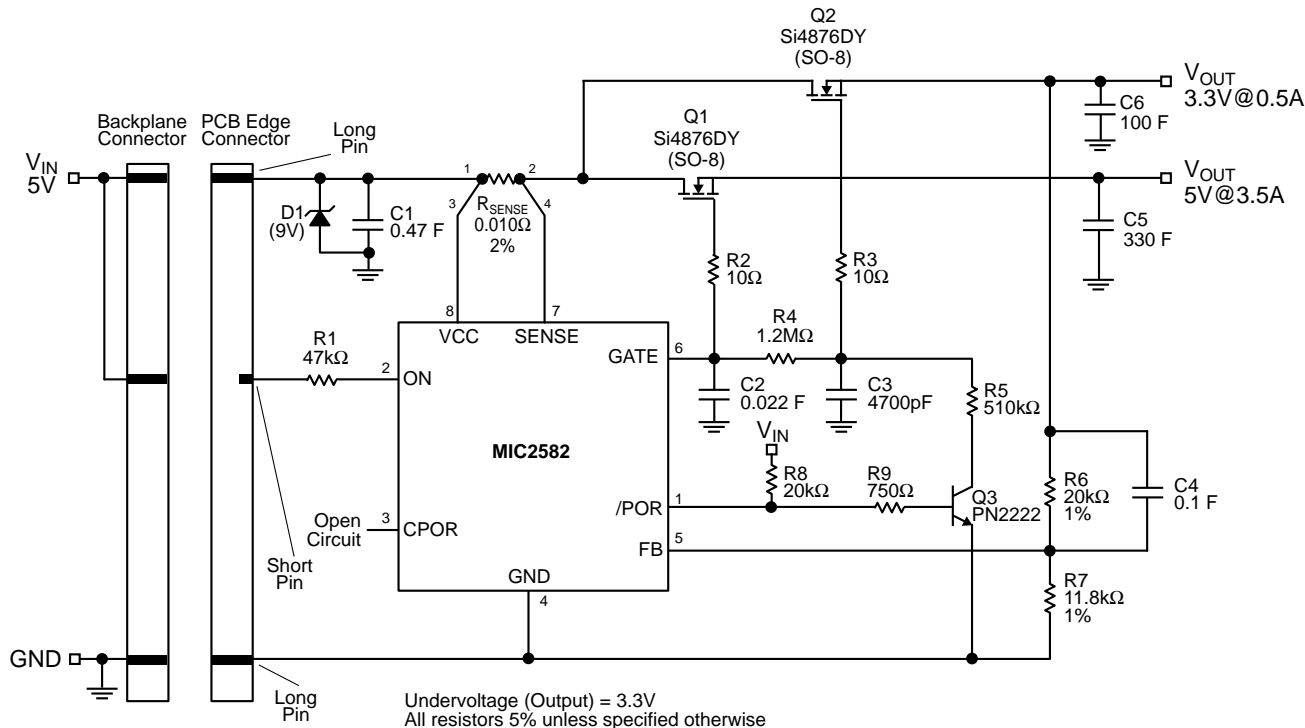 Q2
Si4876DY
(SO-8)
VOUT
3.3V@0.5A
C6
100 F
Backplane
Connector
PCB Edge
Connector
Long
Pin
Q1
Si4876DY
(SO-8)
VIN
5V
1
2
3
4
RSENSE
0.010Ω
2%
D1
(9V)
C1
0.47 F
VOUT
5V@3.5A
C5
330 F
R2
10Ω
R3
10Ω
8
VCC
7
SENSE
R1
47kΩ
2
ON
GATE
6
R4
1.2MΩ
C2
0.022 F
C3
4700pF
R5
510kΩ
MIC2582
VIN
R8
20kΩ
R9
750Ω
Q3
PN2222
R6
20kΩ
1%
C4
0.1 F
/POR
1
Open
Circuit
3
CPOR
FB
5
Short
Pin
GND
4
R7
11.8kΩ
1%
GND
Long
Pin
Undervoltage (Output) = 3.3V
All resistors 5% unless specified otherwise